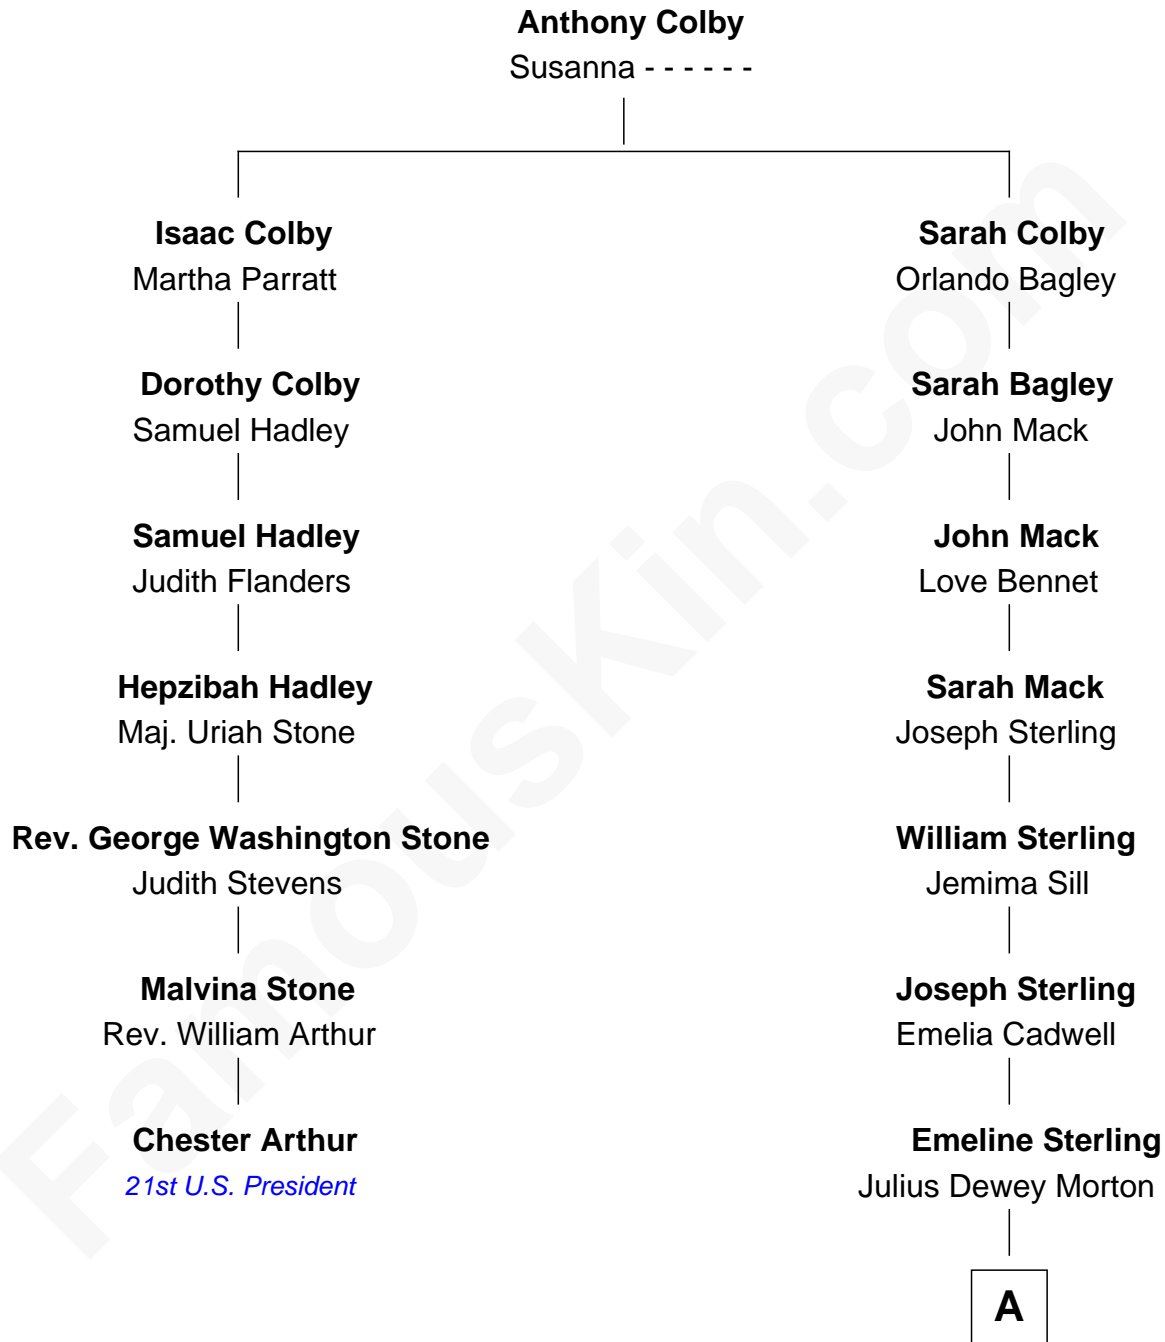 Anthony Colby
Susanna - - - - - -
Isaac Colby
Martha Parratt
Sarah Colby
Orlando Bagley
Dorothy Colby
Samuel Hadley
Sarah Bagley
John Mack
Samuel Hadley
Judith Flanders
John Mack
Love Bennet
Hepzibah Hadley
Maj. Uriah Stone
Sarah Mack
Joseph Sterling
Rev. George Washington Stone
Judith Stevens
William Sterling
Jemima Sill
Malvina Stone
Rev. William Arthur
Joseph Sterling
Emelia Cadwell
Chester Arthur
21st U.S. President
Emeline Sterling
Julius Dewey Morton
A
FamousKin.com